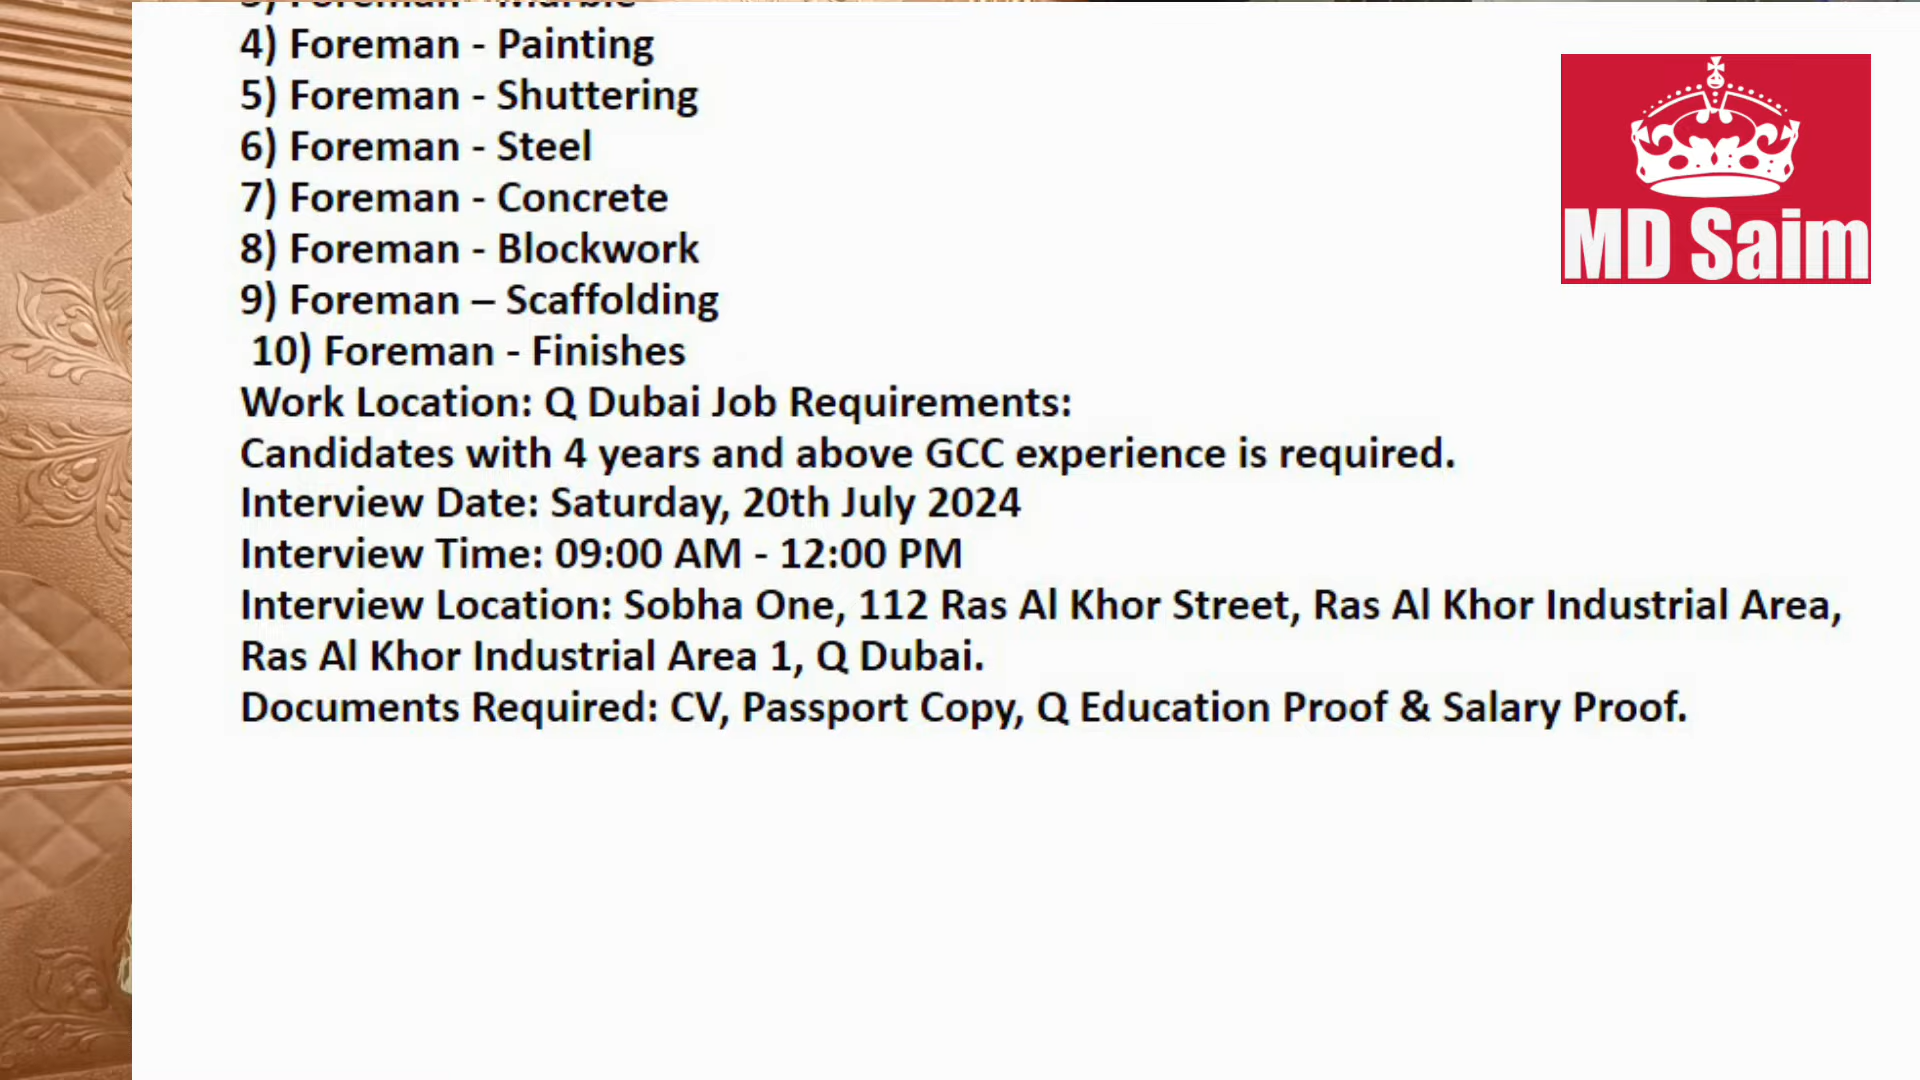 4) Foreman - Painting
5) Foreman - Shuttering
6) Foreman - Steel
7) Foreman - Concrete
8) Foreman - Blockwork
9) Foreman – Scaffolding
10) Foreman - Finishes
Work Location: Q Dubai Job Requirements:
Candidates with 4 years and above GCC experience is required.
Interview Date: Saturday, 20th July 2024
Interview Time: 09:00 AM - 12:00 PM
Interview Location: Sobha One, 112 Ras Al Khor Street, Ras Al Khor Industrial Area,
Ras Al Khor Industrial Area 1, Q Dubai.
Documents Required: CV, Passport Copy, Q Education Proof & Salary Proof.
MD Saim